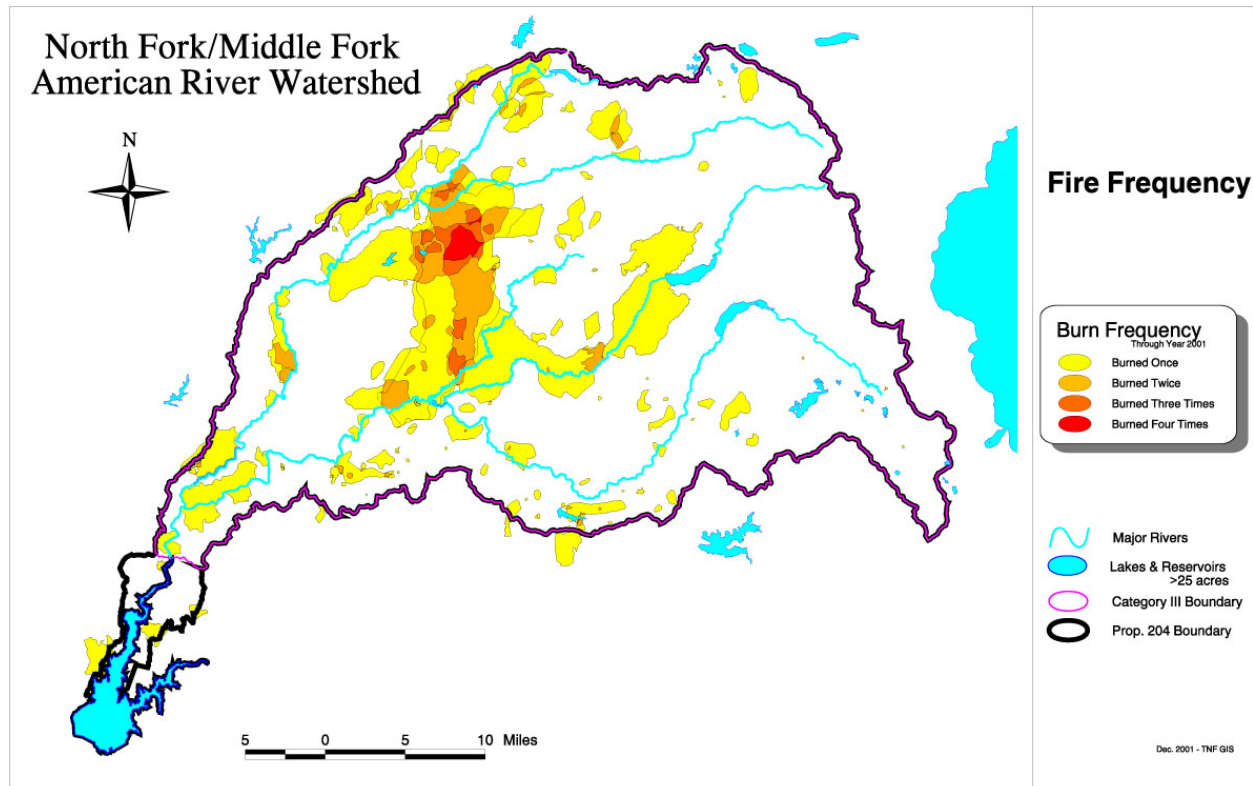 North Fork/Middle Fork
American River Watershed
N
Fire Frequency
Burn Frequency
Through Year 2001
Burned Once
Burned Twice
Burned Three Times
Burned Four Times
Major Rivers
Lakes & Reservoirs
>25 acres
Category III Boundary
Prop. 204 Boundary
5 0 5 10 Miles
Dec. 2001 - TNF GIS